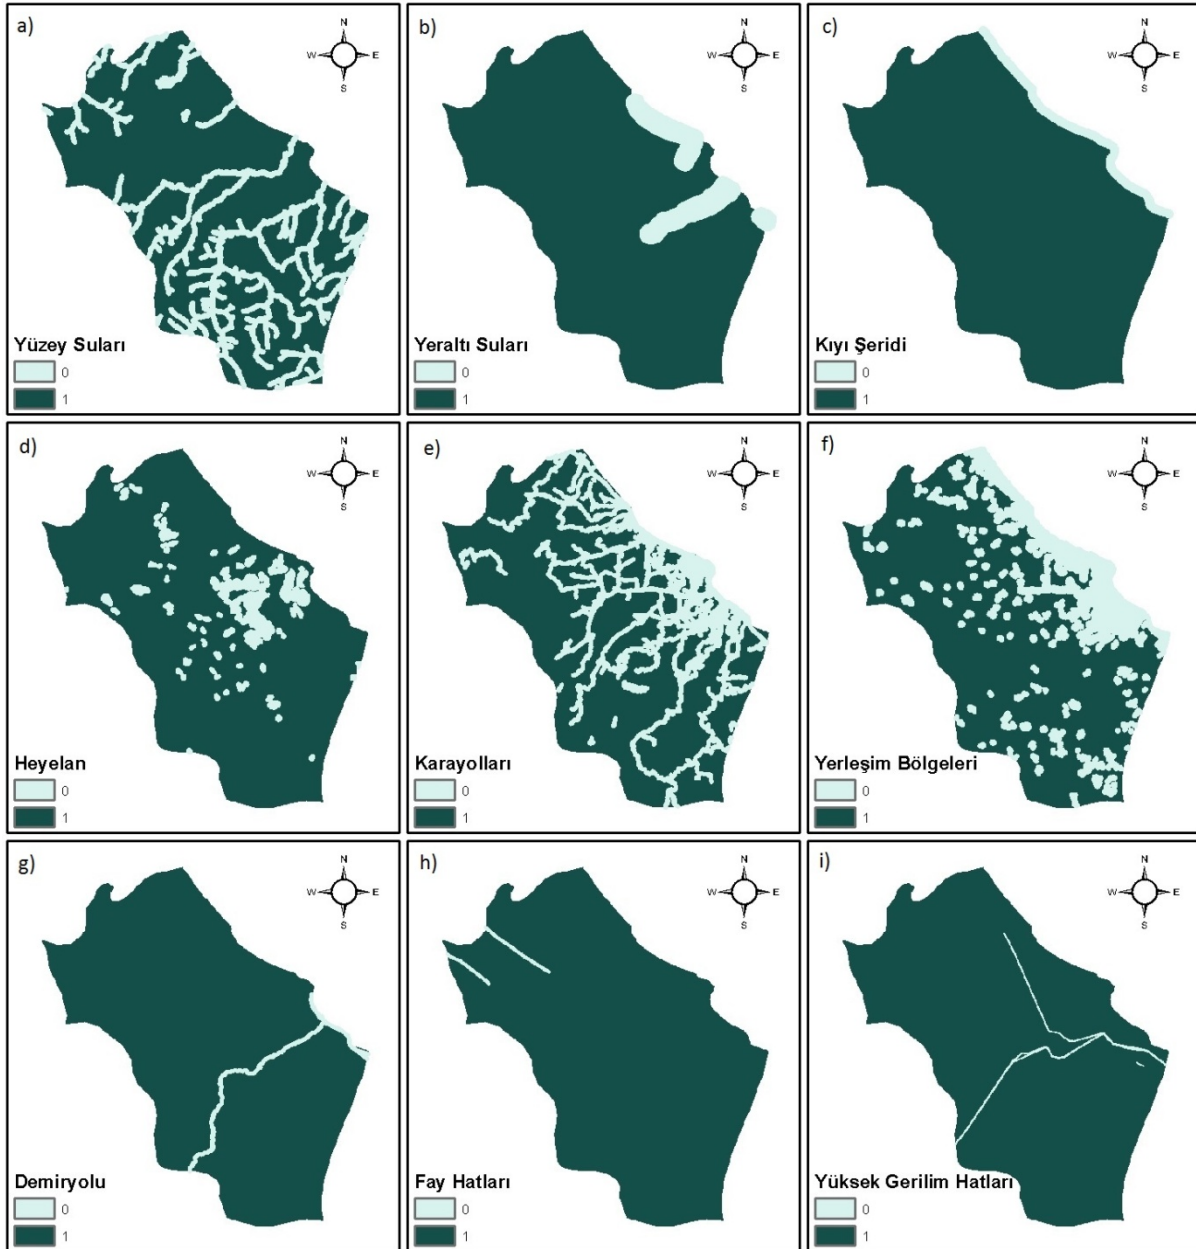 a)
N
W E
S
Yüzey Suları
0
1
b)
N
W E
S
Yeraltı Suları
0
1
c)
N
W E
S
Kıyı Şeridi
0
1
d)
N
W E
S
Heyelan
0
1
e)
N
W E
S
Karayolları
0
1
f)
N
W E
S
Yerleşim Bölgeleri
0
1
g)
N
W E
S
Demiryolu
0
1
h)
N
W E
S
Fay Hatları
0
1
i)
N
W E
S
Yüksek Gerilim Hatları
0
1